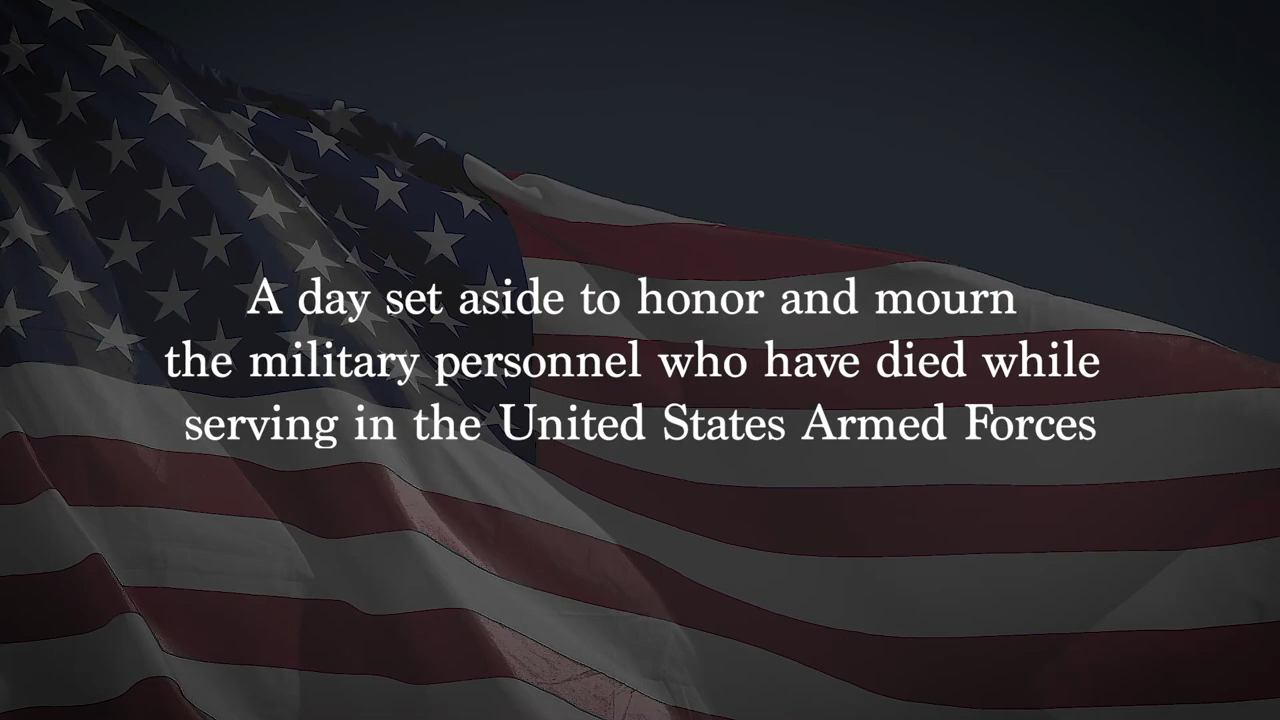 A day set aside to honor and mourn
the military personnel who have died while
serving in the United States Armed Forces